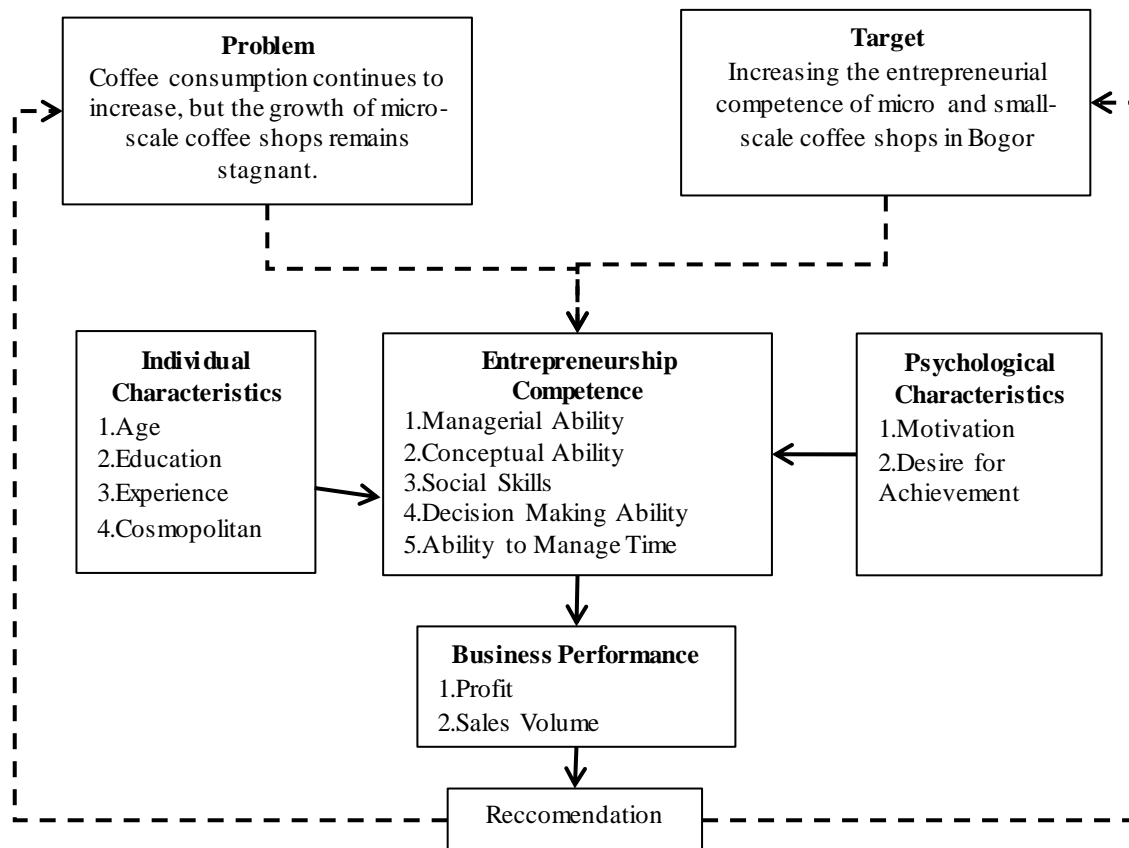 Problem
Coffee consumption continues to
increase, but the growth of micro-
scale coffee shops remains
stagnant.
Target
Increasing the entrepreneurial
competence of micro and small-
scale coffee shops in Bogor
Individual
Characteristics
1.Age
2.Education
3.Experience
4.Cosmopolitan
Entrepreneurship
Competence
1.Managerial Ability
2.Conceptual Ability
3.Social Skills
4.Decision Making Ability
5.Ability to Manage Time
Psychological
Characteristics
1.Motivation
2.Desire for
Achievement
Business Performance
1.Profit
2.Sales Volume
Reccomendation